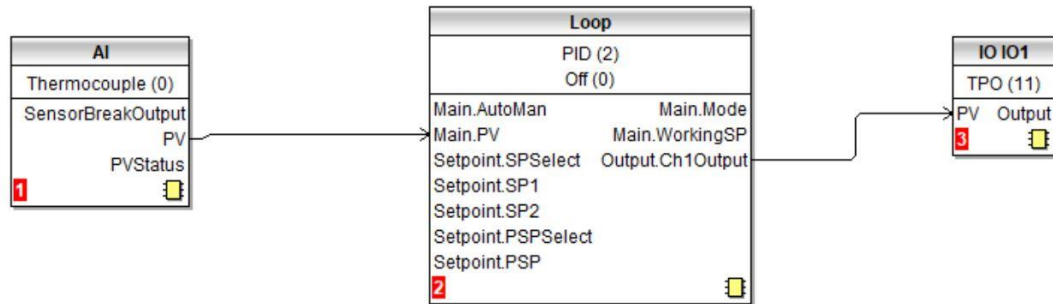 AI
Thermocouple (0)
SensorBreakOutput
PV
PVStatus
1
Loop
PID (2)
Off (0)
Main.AutoMan Main.Mode
Main.PV Main.WorkingSP
Setpoint.SPSelect Output.Ch1Output
Setpoint.SP1
Setpoint.SP2
Setpoint.PSPSelect
Setpoint.PSP
2
IO IO1
TPO (11)
PV Output
3